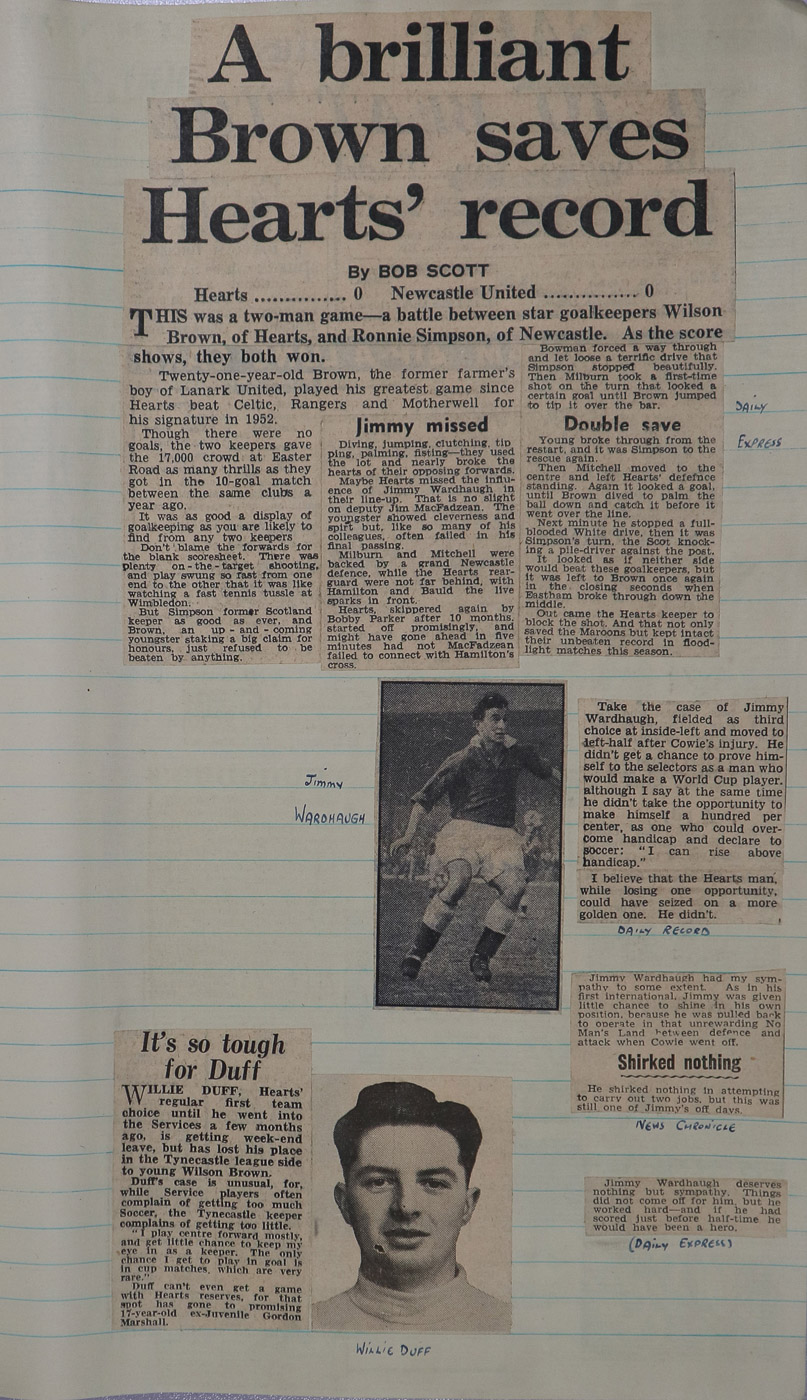 A brilliant
Brown saves
Hearts' record
By BOB SCOTT
Hearts ............... 0 Newcastle United ............... 0
THIS was a two-man game—a battle between star goalkeepers Wilson
Brown, of Hearts, and Ronnie Simpson, of Newcastle. As the score
shows, they both won.
Twenty-one-year-old Brown, the former farmer's
boy of Lanark United, played his greatest game since
Hearts beat Celtic, Rangers and Motherwell for
his signature in 1952.
Though there were no
goals, the two keepers gave
the 17,000 crowd at Easter
Road as many thrills as they
got in the 10-goal match
between the same clubs a
year ago.
It was as good a display of
goalkeeping as you are likely to
find from any two keepers
Don't blame the forwards for
the blank scoresheet. There was
plenty on-the-target shooting,
and play swung so fast from one
end to the other that it was like
watching a fast tennis tussle at
Wimbledon.
But Simpson former Scotland
keeper as good as ever, and
Brown, an up-and-coming
youngster staking a big claim for
honours, just refused to be
beaten by anything.
Jimmy missed
Diving, jumping, clutching, tip
ping, palming, fisting—they used
the lot and nearly broke the
hearts of their opposing forwards.
Maybe Hearts missed the influ-
ence of Jimmy Wardhaugh in
their line-up. That is no slight
on deputy Jim MacFadzean. The
youngster showed cleverness and
spirt but, like so many of his
colleagues, often failed in his
final passing.
Milburn and Mitchell were
backed by a grand Newcastle
defence, while the Hearts rear-
guard were not far behind, with
Hamilton and Bauld the live
sparks in front.
Hearts, skippered again by
Bobby Parker after 10 months,
started off promisingly, and
might have gone ahead in five
minutes had not MacFadzean
failed to connect with Hamilton's
cross.
Bowman forced a way through
and let loose a terrific drive that
Simpson stopped beautifully.
Then Milburn took a first-time
shot on the turn that looked a
certain goal until Brown jumped
to tip it over the bar.
Double save
Young broke through from the
restart, and it was Simpson to the
rescue again.
Then Mitchell moved to the
centre and left Hearts' defence
standing. Again it looked a goal,
until Brown dived to palm the
ball down and catch it before it
went over the line.
Next minute he stopped a full-
blooded White drive, then it was
Simpson's turn, the Scot knock-
ing a pile-driver against the post.
It looked as if neither side
would beat these goalkeepers, but
it was left to Brown once again
in the closing seconds when
Eastham broke through down the
middle.
Out came the Hearts keeper to
block the shot. And that not only
saved the Maroons but kept intact
their unbeaten record in flood-
light matches this season.
DAILY
EXPRESS
Jimmy
WARDHAUGH
Take the case of Jimmy
Wardhaugh, fielded as third
choice at inside-left and moved to
left-half after Cowie's injury. He
didn't get a chance to prove him-
self to the selectors as a man who
would make a World Cup player,
although I say at the same time
he didn't take the opportunity to
make himself a hundred per
center, as one who could over-
come handicap and declare to
soccer: "I can rise above
handicap."
I believe that the Hearts man,
while losing one opportunity,
could have seized on a more
golden one. He didn't.
DAILY RECORD
Jimmy Wardhaugh had my sym-
pathy to some extent. As in his
first international, Jimmy was given
little chance to shine in his own
position, because he was pulled back
to operate in that unrewarding No
Man's Land between defence and
attack when Cowie went off.
Shirked nothing
He shirked nothing in attempting
to carry out two jobs, but this was
still one of Jimmy's off days.
NEWS CHRONICLE
Jimmy Wardhaugh deserves
nothing but sympathy. Things
did not come off for him, but he
worked hard—and if he had
scored just before half-time he
would have been a hero.
(DAILY EXPRESS)
It's so tough
for Duff
WILLIE DUFF, Hearts'
regular first team
choice until he went into
the Services a few months
ago, is getting week-end
leave, but has lost his place
in the Tynecastle league side
to young Wilson Brown.
Duff's case is unusual, for,
while Service players often
complain of getting too much
Soccer, the Tynecastle keeper
complains of getting too little.
"I play centre forward mostly,
and get little chance to keep my
eye in as a keeper. The only
chance I get to play in goal is
in cup matches, which are very
rare."
Duff can't even get a game
with Hearts reserves, for that
spot has gone to promising
17-year-old ex-Juvenile Gordon
Marshall.
WILLIE DUFF